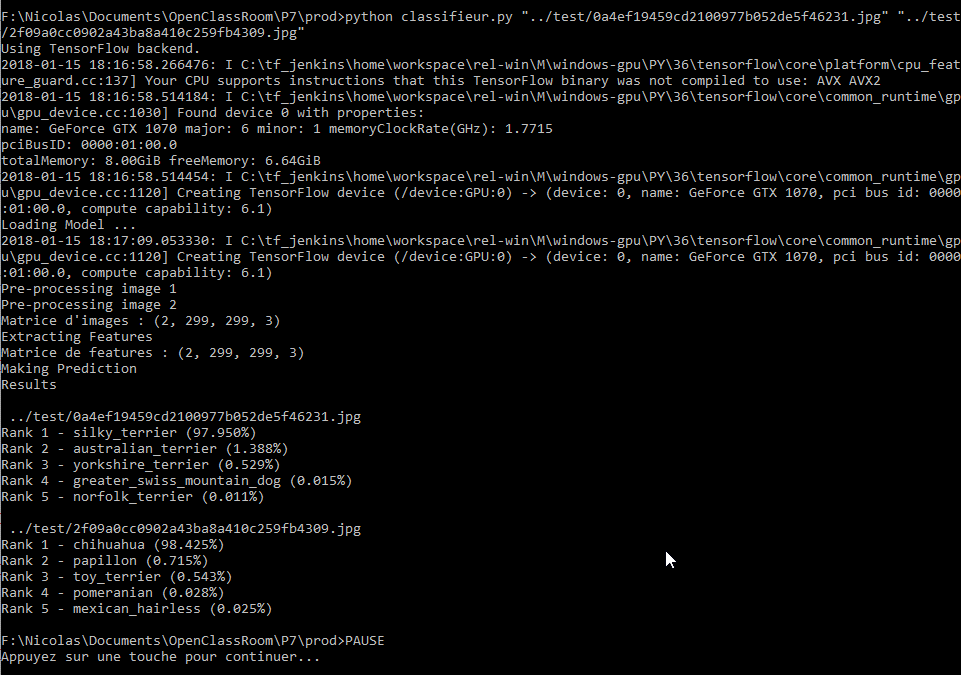 F:\Nicolas\Documents\OpenClassRoom\P7\prod>python classifieur.py "../test/0a4ef19459cd2100977b052de5f46231.jpg" "../test
/2f09a0cc0902a43ba8a410c259fb4309.jpg"
Using TensorFlow backend.
2018-01-15 18:16:58.266476: I C:\tf_jenkins\home\workspace\rel-win\M\windows-gpu\PY\36\tensorflow\core\platform\cpu_feat
ure_guard.cc:137] Your CPU supports instructions that this TensorFlow binary was not compiled to use: AVX AVX2
2018-01-15 18:16:58.514184: I C:\tf_jenkins\home\workspace\rel-win\M\windows-gpu\PY\36\tensorflow\core\common_runtime\gp
u\gpu_device.cc:1030] Found device 0 with properties:
name: GeForce GTX 1070 major: 6 minor: 1 memoryClockRate(GHz): 1.7715
pciBusID: 0000:01:00.0
totalMemory: 8.00GiB freeMemory: 6.64GiB
2018-01-15 18:16:58.514454: I C:\tf_jenkins\home\workspace\rel-win\M\windows-gpu\PY\36\tensorflow\core\common_runtime\gp
u\gpu_device.cc:1120] Creating TensorFlow device (/device:GPU:0) -> (device: 0, name: GeForce GTX 1070, pci bus id: 0000
:01:00.0, compute capability: 6.1)
Loading Model ...
2018-01-15 18:17:09.053330: I C:\tf_jenkins\home\workspace\rel-win\M\windows-gpu\PY\36\tensorflow\core\common_runtime\gp
u\gpu_device.cc:1120] Creating TensorFlow device (/device:GPU:0) -> (device: 0, name: GeForce GTX 1070, pci bus id: 0000
:01:00.0, compute capability: 6.1)
Pre-processing image 1
Pre-processing image 2
Matrice d'images : (2, 299, 299, 3)
Extracting Features
Matrice de features : (2, 299, 299, 3)
Making Prediction
Results
../test/0a4ef19459cd2100977b052de5f46231.jpg
Rank 1 - silky_terrier (97.950%)
Rank 2 - australian_terrier (1.388%)
Rank 3 - yorkshire_terrier (0.529%)
Rank 4 - greater_swiss_mountain_dog (0.015%)
Rank 5 - norfolk_terrier (0.011%)
../test/2f09a0cc0902a43ba8a410c259fb4309.jpg
Rank 1 - chihuahua (98.425%)
Rank 2 - papillon (0.715%)
Rank 3 - toy_terrier (0.543%)
Rank 4 - pomeranian (0.028%)
Rank 5 - mexican_hairless (0.025%)
F:\Nicolas\Documents\OpenClassRoom\P7\prod>PAUSE
Appuyez sur une touche pour continuer...